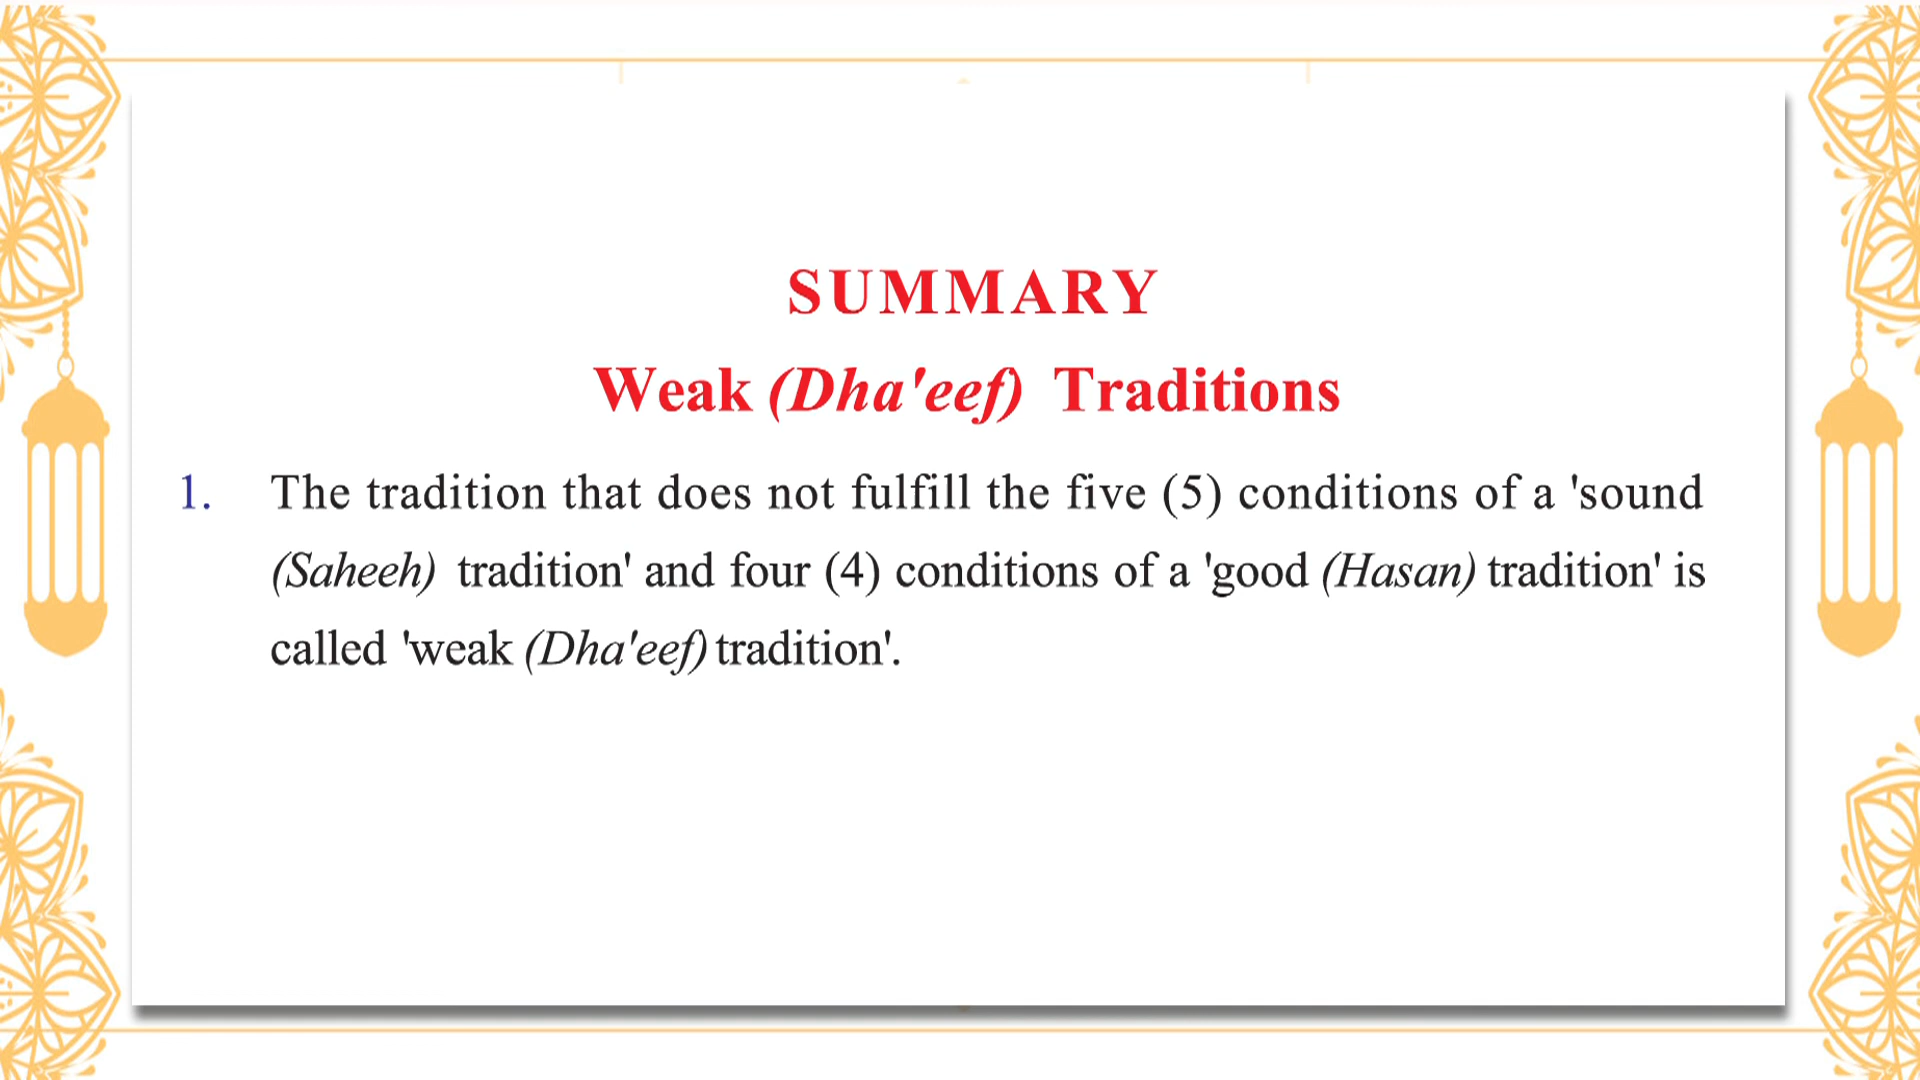 SUMMARY
Weak (Dha'eef) Traditions
1. The tradition that does not fulfill the five (5) conditions of a 'sound
(Saheeh) tradition' and four (4) conditions of a 'good (Hasan) tradition' is
called 'weak (Dha'eef) tradition'.